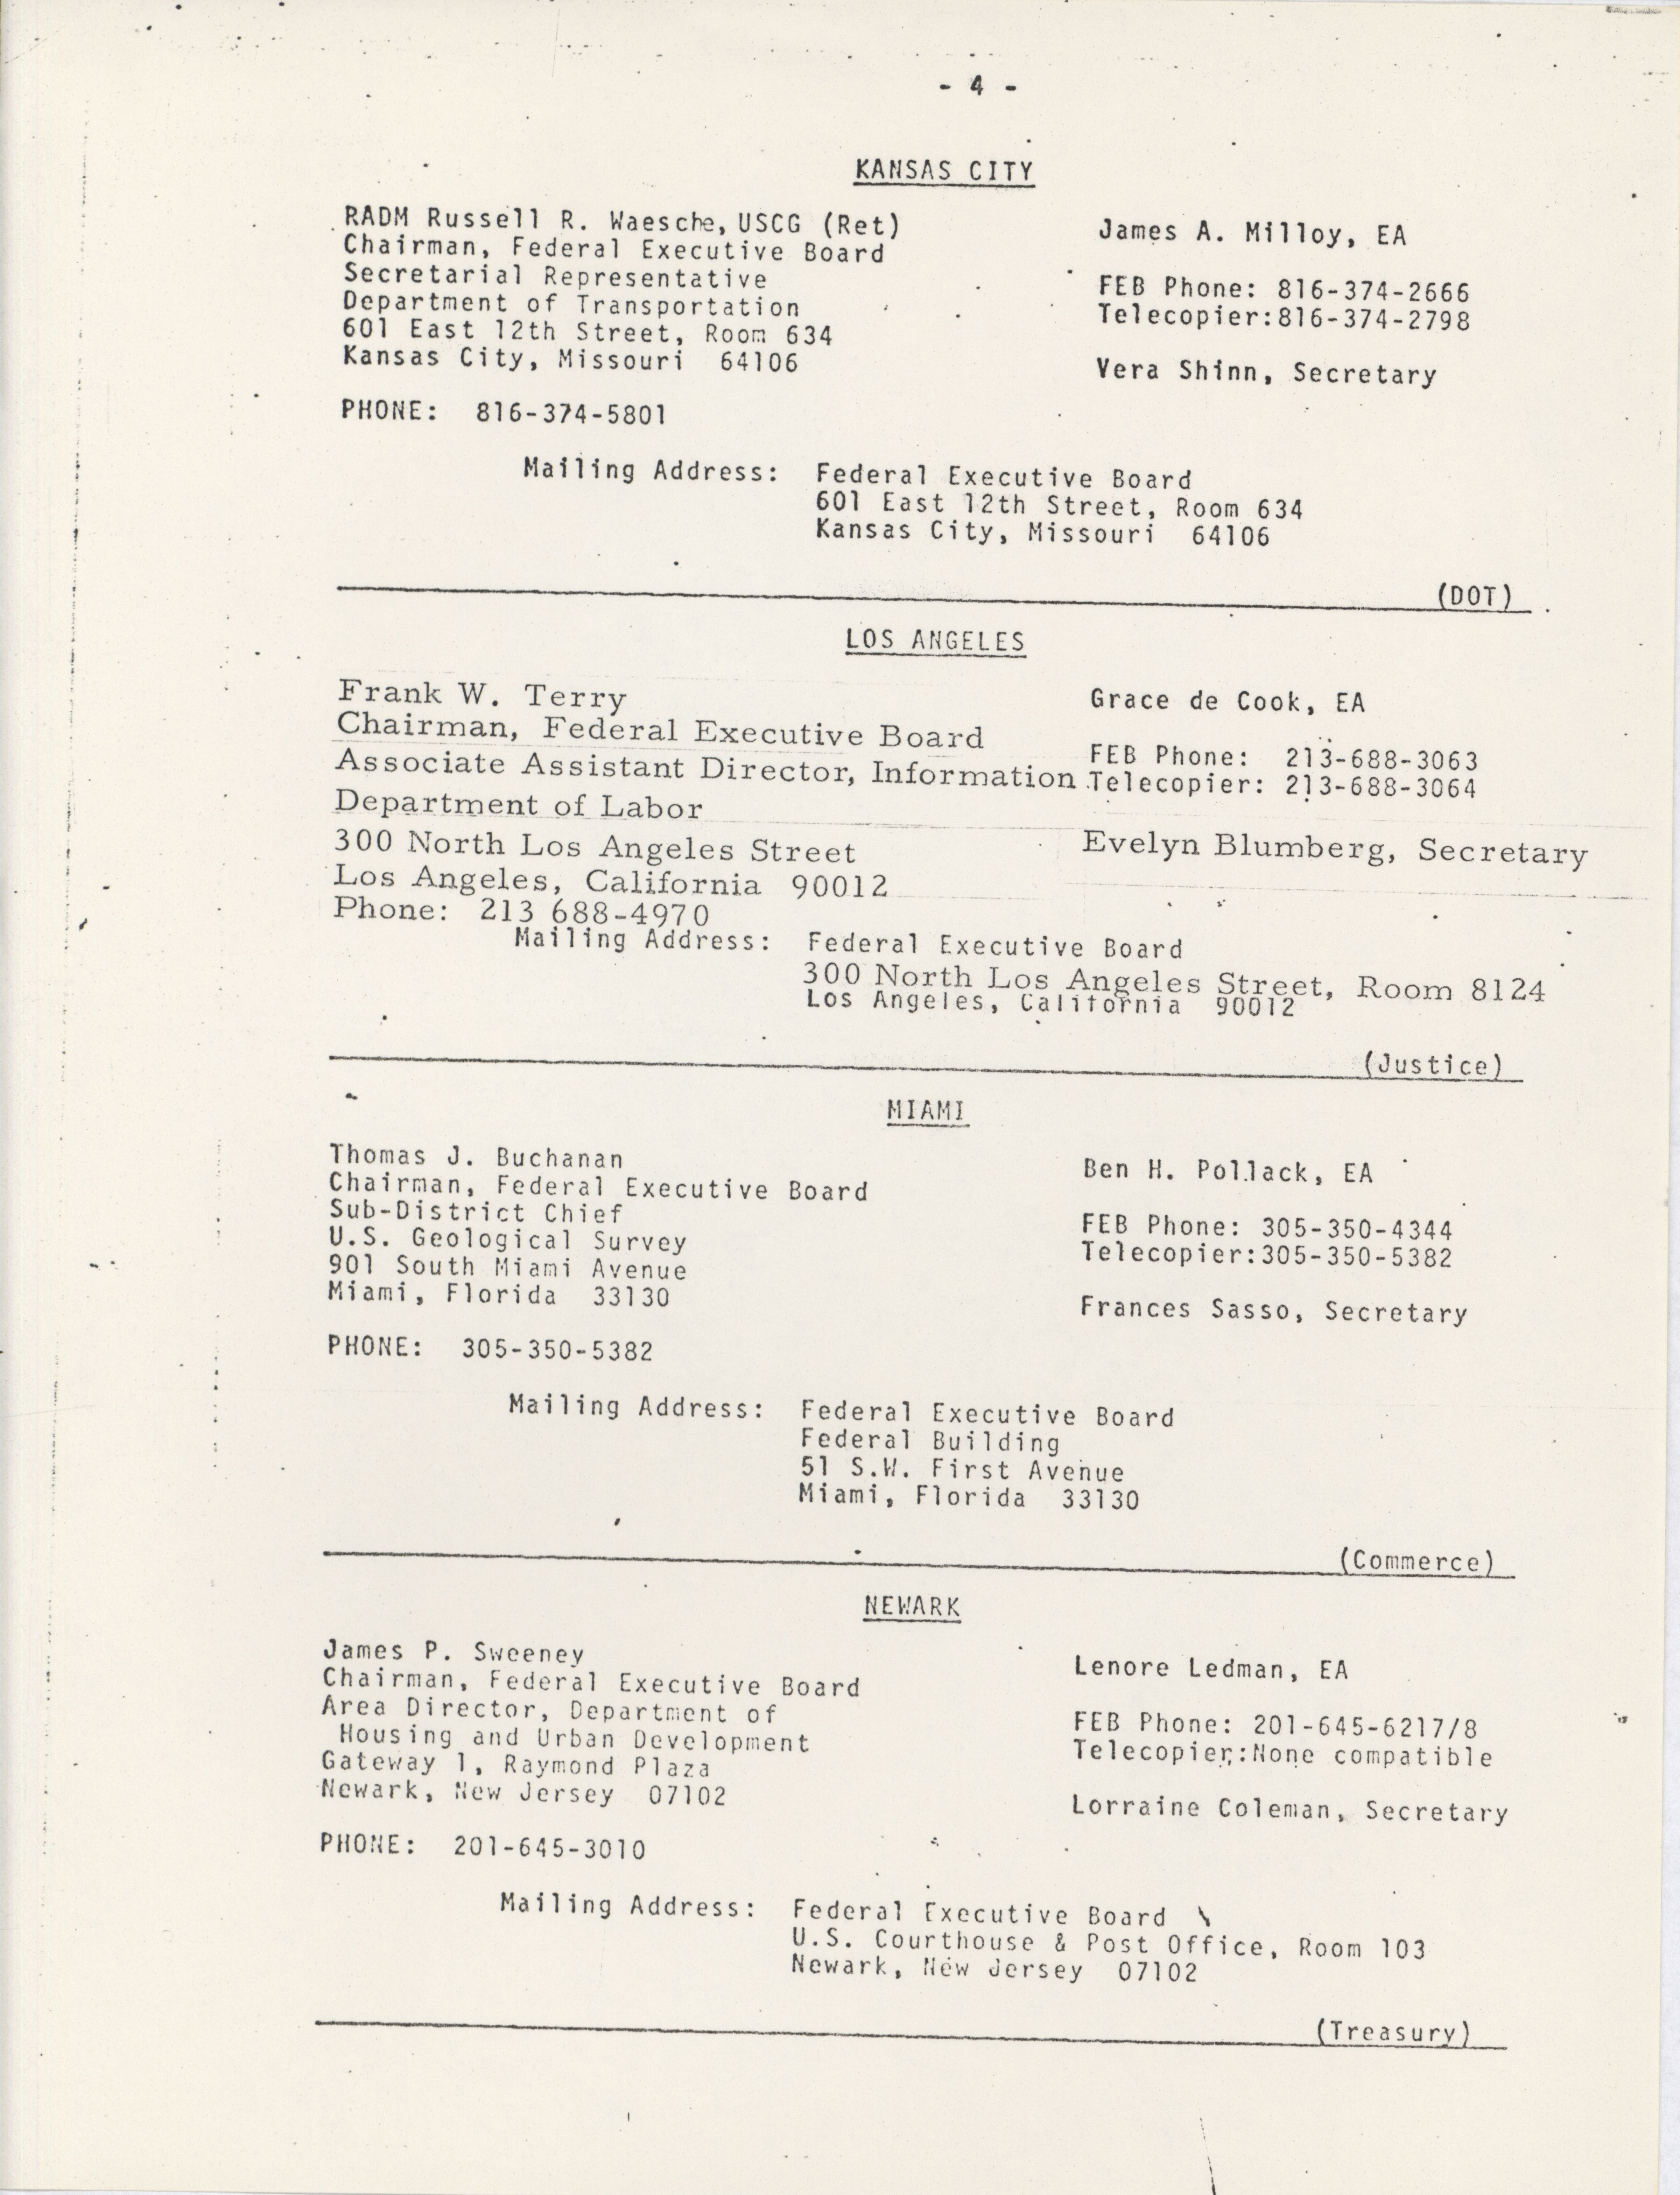 - 4 -
KANSAS CITY
RADM Russell R. Waesche, USCG (Ret)
Chairman, Federal Executive Board
Secretarial Representative
Department of Transportation
601 East 12th Street, Room 634
Kansas City, Missouri 64106
PHONE: 816-374-5801
James A. Milloy, EA
FEB Phone: 816-374-2666
Telecopier:816-374-2798
Vera Shinn, Secretary
Mailing Address: Federal Executive Board
601 East 12th Street, Room 634
Kansas City, Missouri 64106
(DOT)
LOS ANGELES
Frank W. Terry
Chairman, Federal Executive Board
Associate Assistant Director, Information
Department of Labor
300 North Los Angeles Street
Los Angeles, California 90012
Phone: 213 688-4970
Grace de Cook, EA
FEB Phone: 213-688-3063
Telecopier: 213-688-3064
Evelyn Blumberg, Secretary
Mailing Address: Federal Executive Board
300 North Los Angeles Street, Room 8124
Los Angeles, California 90012
(Justice)
MIAMI
Thomas J. Buchanan
Chairman, Federal Executive Board
Sub-District Chief
U.S. Geological Survey
901 South Miami Avenue
Miami, Florida 33130
PHONE: 305-350-5382
Ben H. Pollack, EA
FEB Phone: 305-350-4344
Telecopier:305-350-5382
Frances Sasso, Secretary
Mailing Address: Federal Executive Board
Federal Building
51 S.W. First Avenue
Miami, Florida 33130
(Commerce)
NEWARK
James P. Sweeney
Chairman, Federal Executive Board
Area Director, Department of
Housing and Urban Development
Gateway 1, Raymond Plaza
Newark, New Jersey 07102
PHONE: 201-645-3010
Lenore Ledman, EA
FEB Phone: 201-645-6217/8
Telecopier:None compatible
Lorraine Coleman, Secretary
Mailing Address: Federal Executive Board
U.S. Courthouse & Post Office, Room 103
Newark, New Jersey 07102
(Treasury)